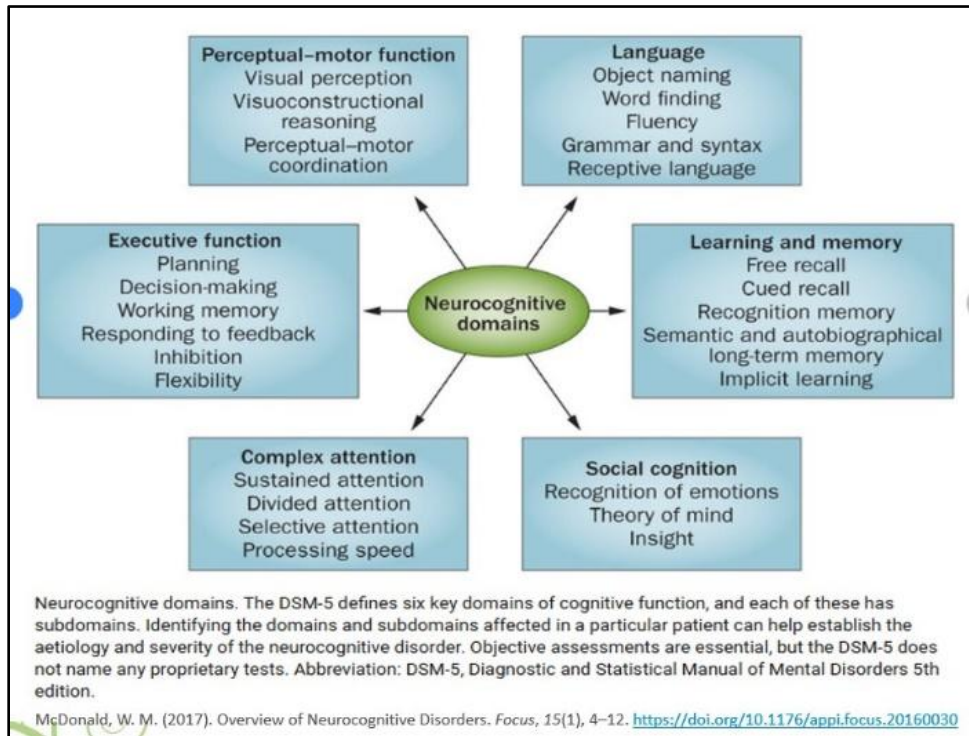 Perceptual–motor function
Visual perception
Visuoconstructional
reasoning
Perceptual–motor
coordination
Language
Object naming
Word finding
Fluency
Grammar and syntax
Receptive language
Executive function
Planning
Decision-making
Working memory
Responding to feedback
Inhibition
Flexibility
Neurocognitive
domains
Learning and memory
Free recall
Cued recall
Recognition memory
Semantic and autobiographical
long-term memory
Implicit learning
Complex attention
Sustained attention
Divided attention
Selective attention
Processing speed
Social cognition
Recognition of emotions
Theory of mind
Insight
Neurocognitive domains. The DSM-5 defines six key domains of cognitive function, and each of these has
subdomains. Identifying the domains and subdomains affected in a particular patient can help establish the
aetiology and severity of the neurocognitive disorder. Objective assessments are essential, but the DSM-5 does
not name any proprietary tests. Abbreviation: DSM-5, Diagnostic and Statistical Manual of Mental Disorders 5th
edition.
McDonald, W. M. (2017). Overview of Neurocognitive Disorders. Focus, 15(1), 4–12. https://doi.org/10.1176/appi.focus.20160030